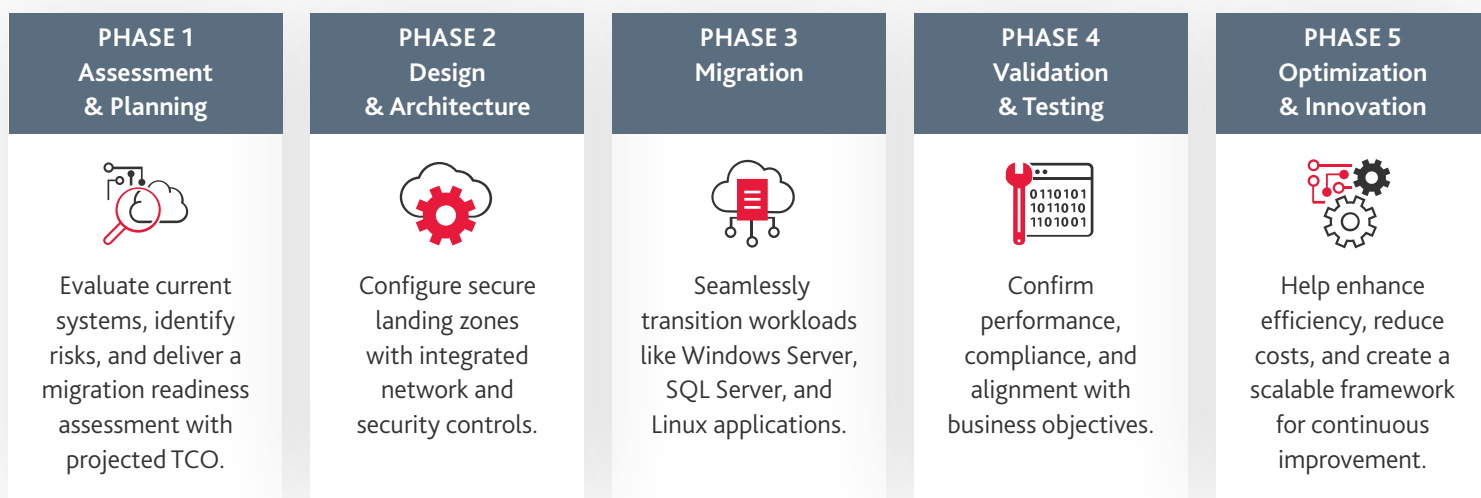 PHASE 1
Assessment
& Planning
Evaluate current
systems, identify
risks, and deliver a
migration readiness
assessment with
projected TCO.
PHASE 2
Design
& Architecture
Configure secure
landing zones
with integrated
network and
security controls.
PHASE 3
Migration
Seamlessly
transition workloads
like Windows Server,
SQL Server, and
Linux applications.
PHASE 4
Validation
& Testing
0110101
1011010
1101001
Confirm
performance,
compliance, and
alignment with
business objectives.
PHASE 5
Optimization
& Innovation
Help enhance
efficiency, reduce
costs, and create a
scalable framework
for continuous
improvement.